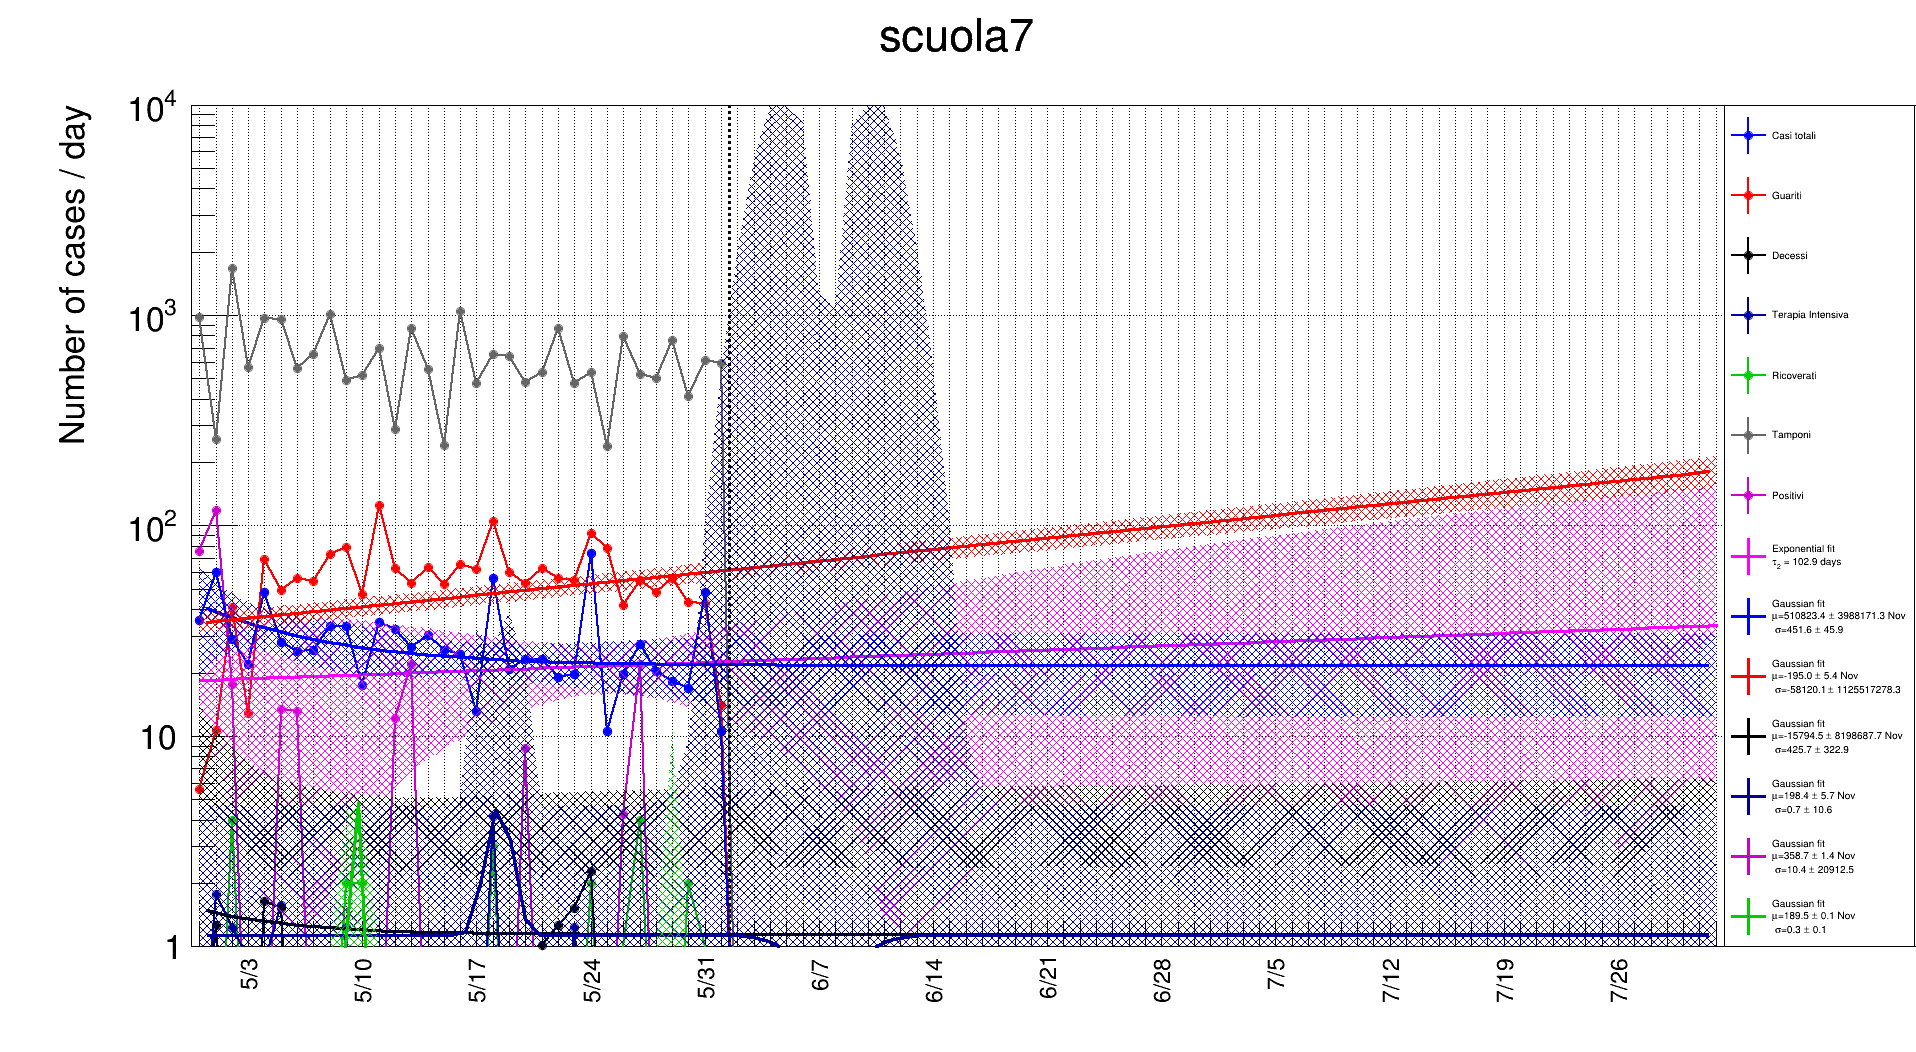 scuola7
Number of cases / day
10^4
10^3
10^2
10
1
5/3
5/10
5/17
5/24
5/31
6/7
6/14
6/21
6/28
7/5
7/12
7/19
7/26
Casi totali
Guariti
Decessi
Terapia Intensiva
Ricoverati
Tamponi
Positivi
Exponential fit
τ₂ = 102.9 days
Gaussian fit
μ=510823.4 ± 3988171.3 Nov
σ=451.6 ± 45.9
Gaussian fit
μ=-195.0 ± 5.4 Nov
σ=-58120.1 ± 1125517278.3
Gaussian fit
μ=-15794.5 ± 8198687.7 Nov
σ=425.7 ± 322.9
Gaussian fit
μ=198.4 ± 5.7 Nov
σ=0.7 ± 10.6
Gaussian fit
μ=358.7 ± 1.4 Nov
σ=10.4 ± 20912.5
Gaussian fit
μ=189.5 ± 0.1 Nov
σ=0.3 ± 0.1